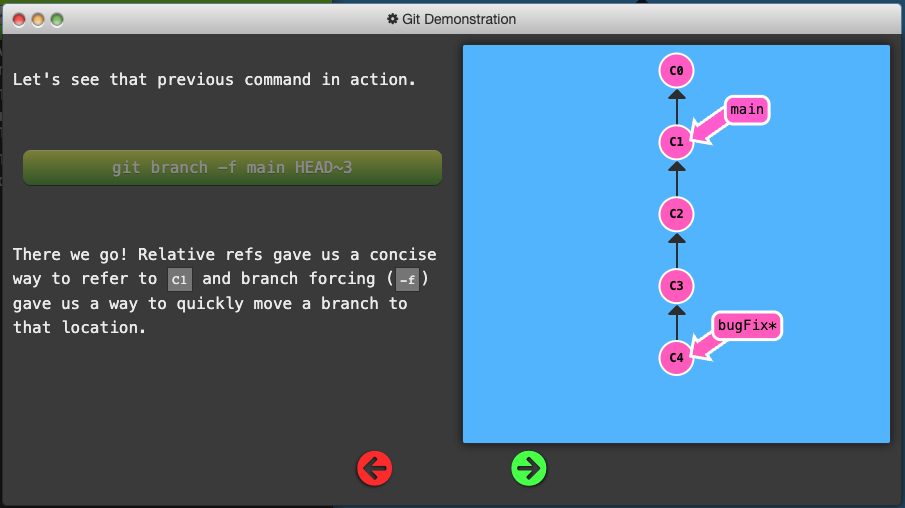 Git Demonstration
Let's see that previous command in action.
git branch -f main HEAD~3
There we go! Relative refs gave us a concise
way to refer to C1 and branch forcing (-f)
gave us a way to quickly move a branch to
that location.
C0
main
C1
C2
C3
bugFix*
C4